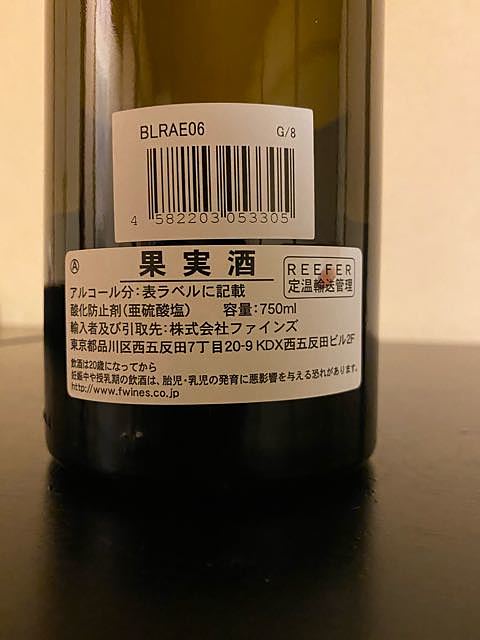 BLRAE06 G/8
4 582203 053305
Ⓐ 果実酒
REEFER
定温輸送管理
アルコール分:表ラベルに記載
酸化防止剤(亜硫酸塩) 容量:750ml
輸入者及び引取先:株式会社ファインズ
東京都品川区西五反田7丁目20-9 KDX西五反田ビル2F
飲酒は20歳になってから
妊娠中や授乳期の飲酒は、胎児・乳児の発育に悪影響を与える恐れがあります。
http://www.fwines.co.jp